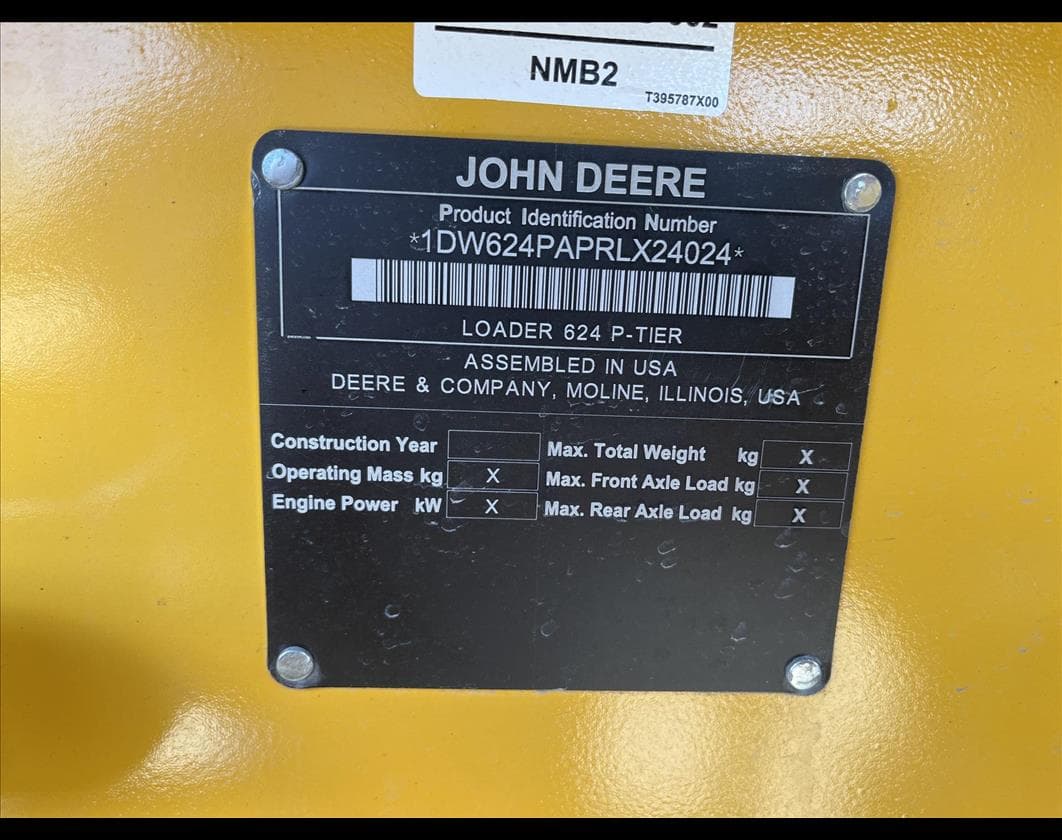 NMB2
T395787X00
JOHN DEERE
Product Identification Number
*1DW624PAPRLX24024*
LOADER 624 P-TIER
ASSEMBLED IN USA
DEERE & COMPANY, MOLINE, ILLINOIS, USA
Construction Year
Operating Mass kg X
Engine Power kW X
Max. Total Weight kg X
Max. Front Axle Load kg X
Max. Rear Axle Load kg X